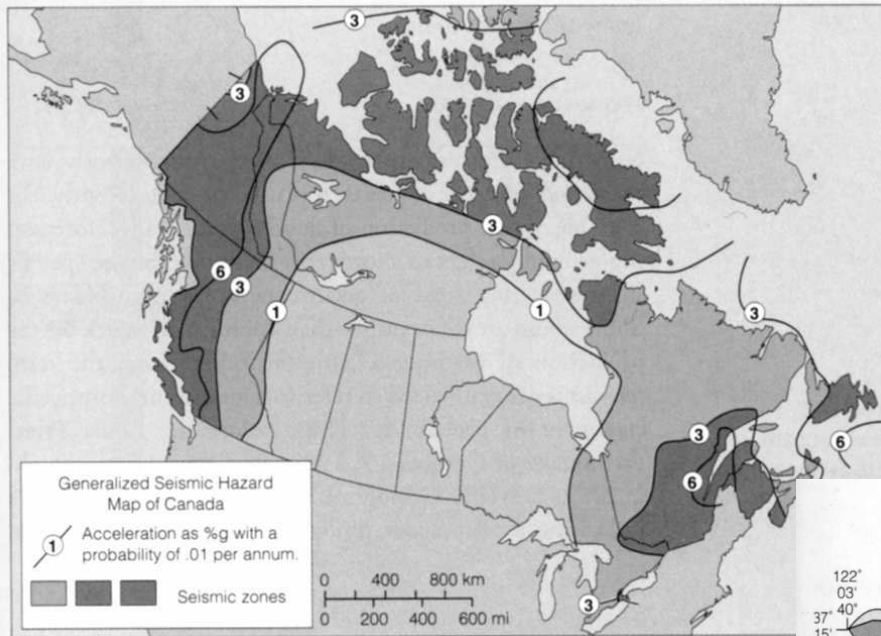 3
3
6
3
1
3
1
3
3
6
6
3
Generalized Seismic Hazard
Map of Canada
1
Acceleration as %g with a
probability of .01 per annum.
Seismic zones
0 400 800 km
0 200 400 600 mi
122°
03'
40°
37°
15'